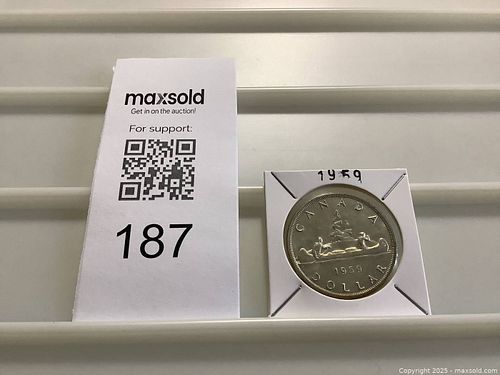 maxsold
Get in on the auction!
For support:
187
1959
CANADA
1959
DOLLAR
Copyright 2025 - maxsold.com